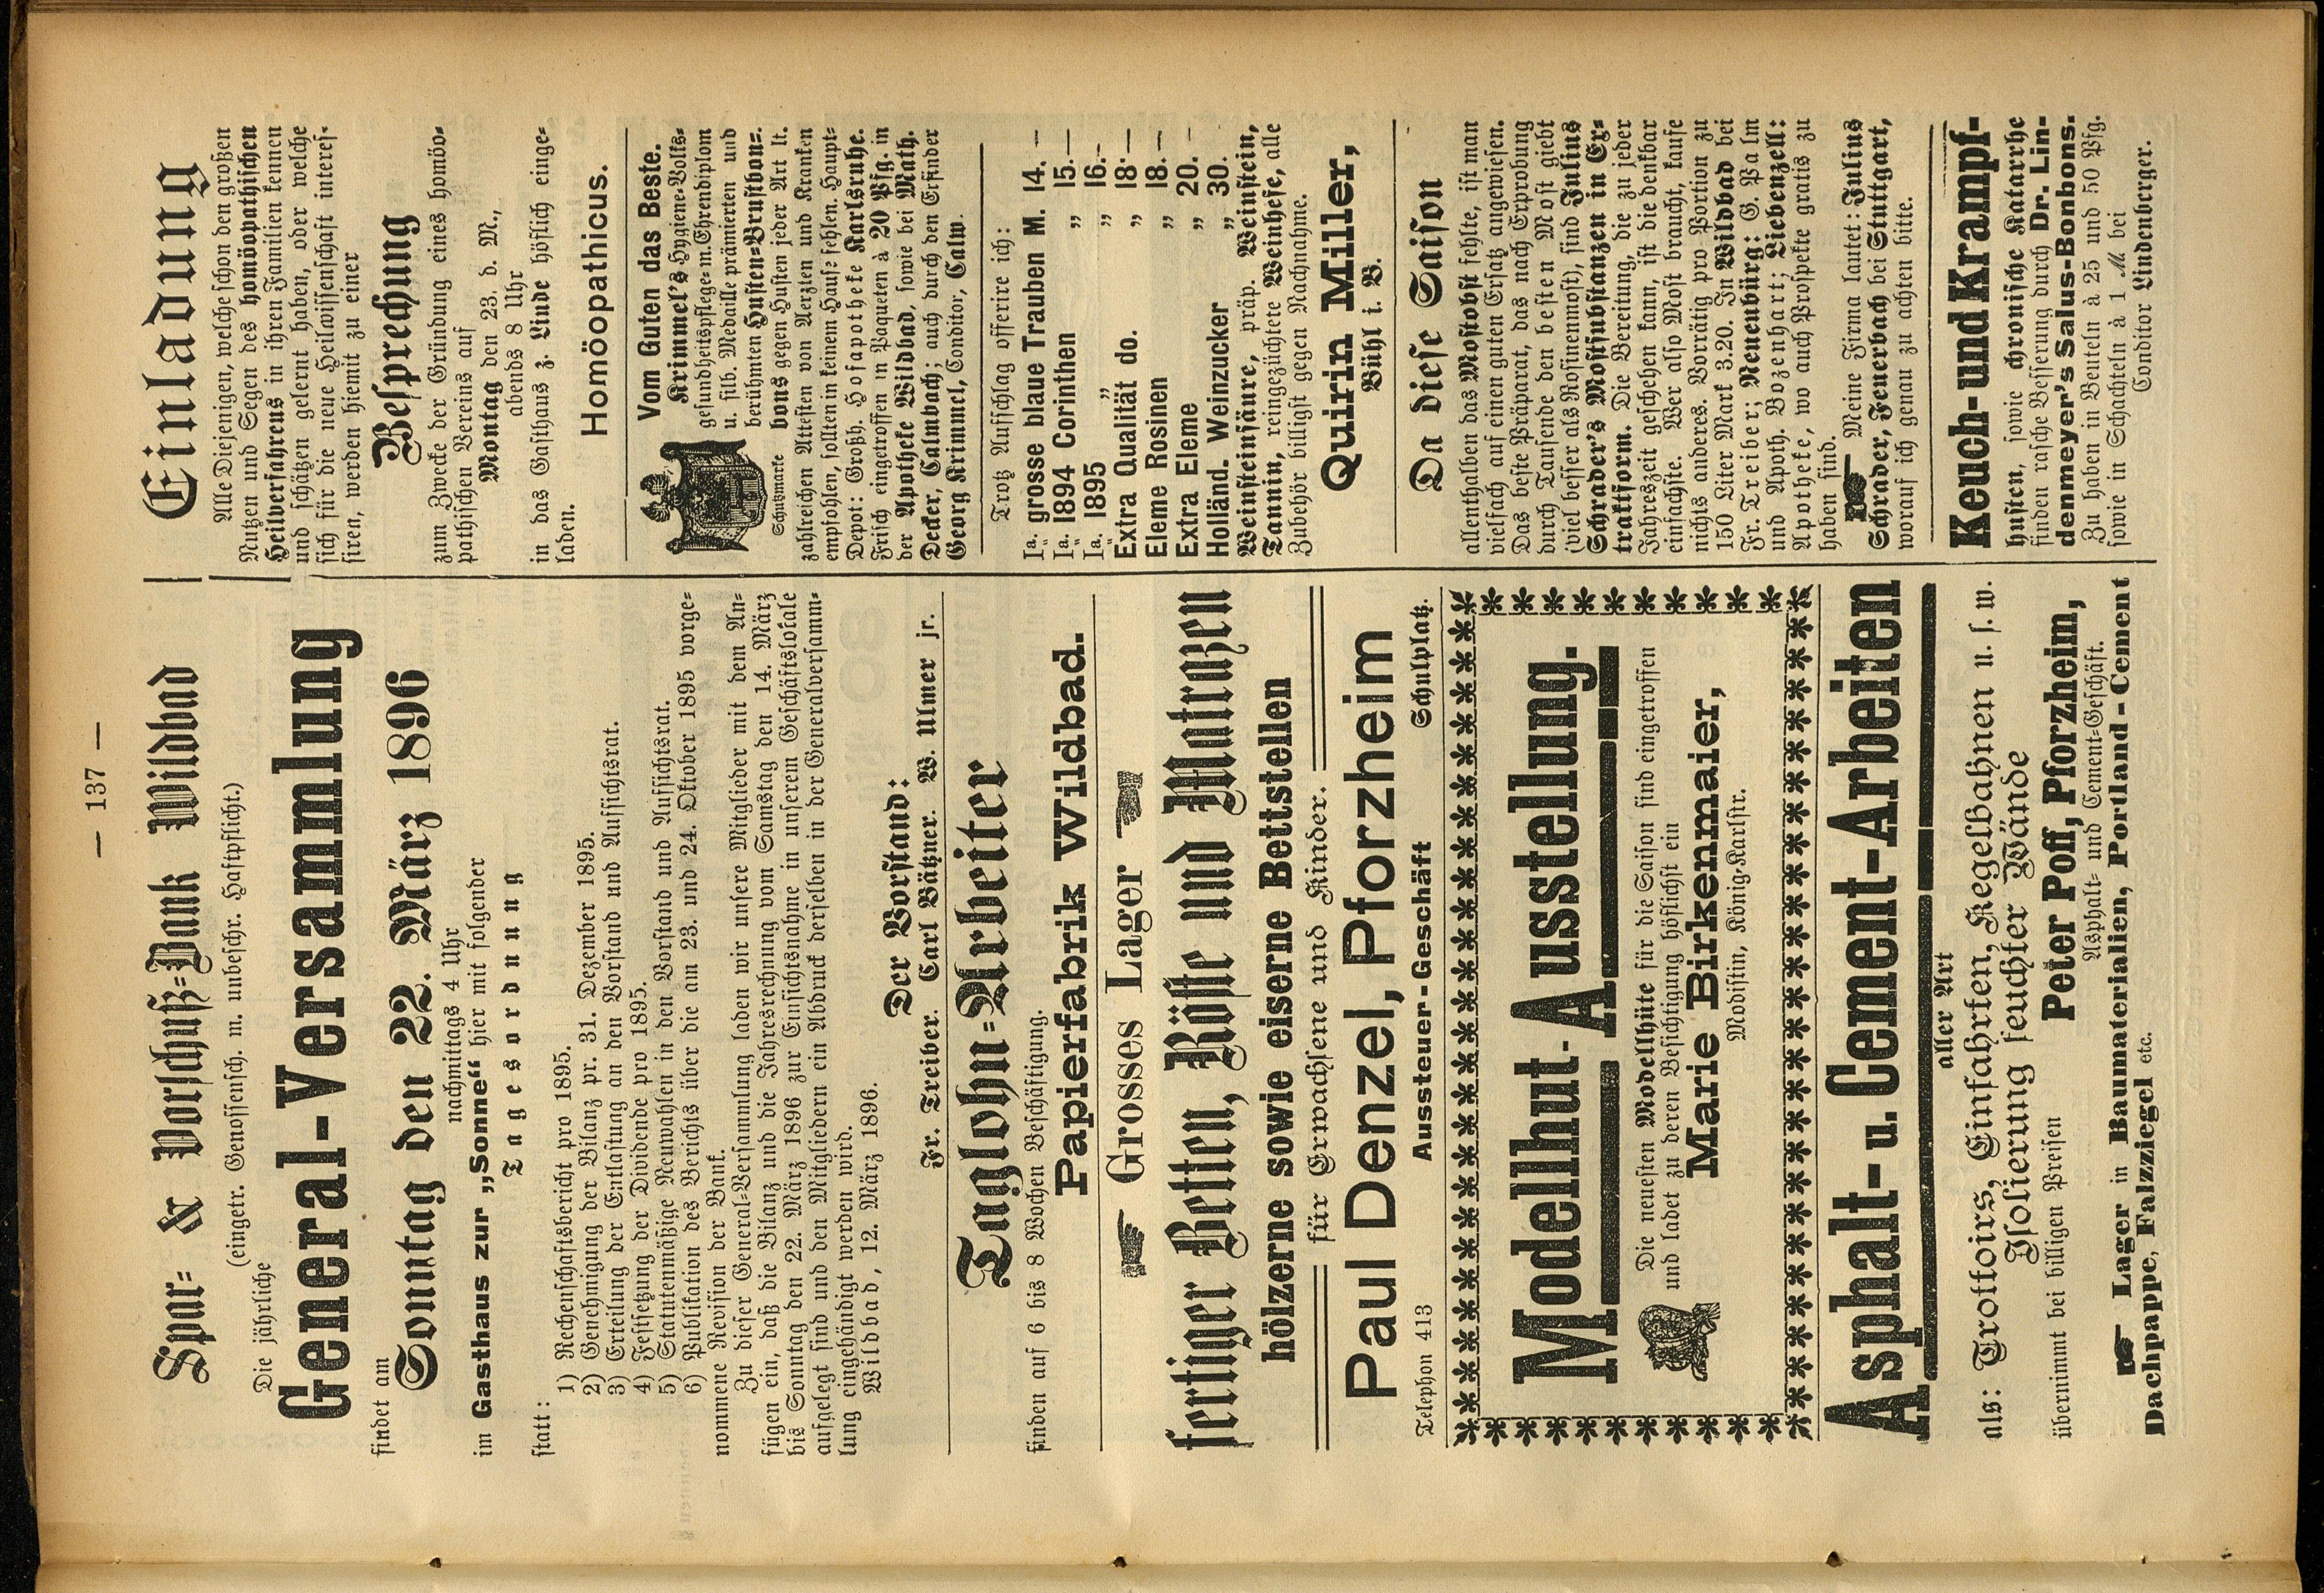 — 137 —
Spar= & Vorschuß=Bank Wildbad
(eingetr. Genossensch. m. unbeschr. Haftpflicht.)
Die jährliche
General-Versammlung
findet am
Sonntag den 22. März 1896
nachmittags 4 Uhr
im Gasthaus zur „Sonne“ hier mit folgender
Tagesordnung
statt:
1) Rechenschaftsbericht pro 1895.
2) Genehmigung der Bilanz pr. 31. Dezember 1895.
3) Erteilung der Entlastung an den Vorstand und Aufsichtsrat.
4) Festsetzung der Dividende pro 1895.
5) Statutenmäßige Neuwahlen in den Vorstand und Aufsichtsrat.
6) Publikation des Berichts über die am 23. und 24. Oktober 1895 vorge=
nommene Revision der Bank.
Zu dieser General=Versammlung laden wir unsere Mitglieder mit dem An=
fügen ein, daß die Bilanz und die Jahresrechnung vom Samstag den 14. März
bis Sonntag den 22. März 1896 zur Einsichtsnahme in unserem Geschäftslokale
aufgelegt sind und den Mitgliedern ein Abdruck derselben in der Generalversamm=
lung eingehändigt werden wird.
Wildbad, 12. März 1896.
Der Vorstand:
Fr. Treiber. Carl Bätzner. W. Ulmer jr.
Taglohn=Arbeiter
finden auf 6 bis 8 Wochen Beschäftigung.
Papierfabrik Wildbad.
Grosses Lager
fertiger Betten, Röste und Matratzen
hölzerne sowie eiserne Bettstellen
für Erwachsene und Kinder.
Paul Denzel, Pforzheim
Telephon 413 Aussteuer-Geschäft Schulplatz.
Modellhut-Ausstellung.
Die neuesten Modellhüte für die Saison sind eingetroffen
und ladet zu deren Besichtigung höflichst ein
Marie Birkenmaier,
Modistin, König=Karlstr.
Asphalt- u. Cement-Arbeiten
aller Art
als: Trottoirs, Einfahrten, Kegelbahnen u. s. w.
Isolierung feuchter Wände
übernimmt bei billigen Preisen
Peter Poff, Pforzheim,
Asphalt= und Cement=Geschäft.
Lager in Baumaterialien, Portland-Cement
Dachpappe, Falzziegel etc.
Einladung
Alle Diejenigen, welche schon den großen
Nutzen und Segen des homöopathischen
Heilverfahrens in ihren Familien kennen
und schätzen gelernt haben, oder welche
sich für die neue Heilwissenschaft interes=
siren, werden hiemit zu einer
Besprechung
zum Zwecke der Gründung eines homöo=
pathischen Vereins auf
Montag den 23. d. M.,
abends 8 Uhr
in das Gasthaus z. Linde höflich einge=
laden.
Homöopathicus.
Vom Guten das Beste.
Krimmel's Hygiene=Volks=
gesundheitspflege= m. Ehrendiplom
u. silb. Medaille prämierten und
berühmten Husten=Brustbon=
Schutzmarke bons gegen Husten jeder Art lt.
zahlreichen Attesten von Aerzten und Kranken
empfohlen, sollten in keinem Hause fehlen. Haupt=
Depot: Großh. Hofapotheke Karlsruhe.
Frisch eingetroffen in Paqueten à 20 Pfg. in
der Apotheke Wildbad, sowie bei Math.
Decker, Calmbach; auch durch den Erfinder
Georg Krimmel, Conditor, Calw.
Trotz Aufschlag offerire ich:
Ia. grosse blaue Trauben M. 14.—
Ia. 1894 Corinthen „ 15.—
Ia. 1895 „ „ 16.—
Extra Qualität do. „ 18.—
Eleme Rosinen „ 18.—
Extra Eleme „ 20.—
Holländ. Weinzucker „ 30.
Weinsteinsäure, präp. Weinstein,
Tannin, reingezüchtete Weinhefe, alle
Zubehör billigst gegen Nachnahme.
Quirin Miller,
Bühl i. B.
Da diese Saison
allenthalben das Mostobst fehlte, ist man
vielfach auf einen guten Ersatz angewiesen.
Das beste Präparat, das nach Erprobung
durch Tausende den besten Most giebt
(viel besser als Rosinenmost), sind Julius
Schrader's Mostsubstanzen in Ex=
traktform. Die Bereitung, die zu jeder
Jahreszeit geschehen kann, ist die denkbar
einfachste. Wer also Most braucht, kaufe
nichts anderes. Vorrätig pro Portion zu
150 Liter Mark 3.20. In Wildbad bei
Fr. Treiber; Neuenbürg: G. Palm
und Apoth. Bozenhart; Liebenzell:
Apotheke, wo auch Prospekte gratis zu
haben sind.
Meine Firma lautet: Julius
Schrader, Feuerbach bei Stuttgart,
worauf ich genau zu achten bitte.
Keuch- und Krampf-
husten, sowie chronische Katarrhe
finden rasche Besserung durch Dr. Lin-
denmeyer's Salus-Bonbons.
Zu haben in Beuteln à 25 und 50 Pfg.
sowie in Schachteln à 1 M. bei
Conditor Lindenberger.